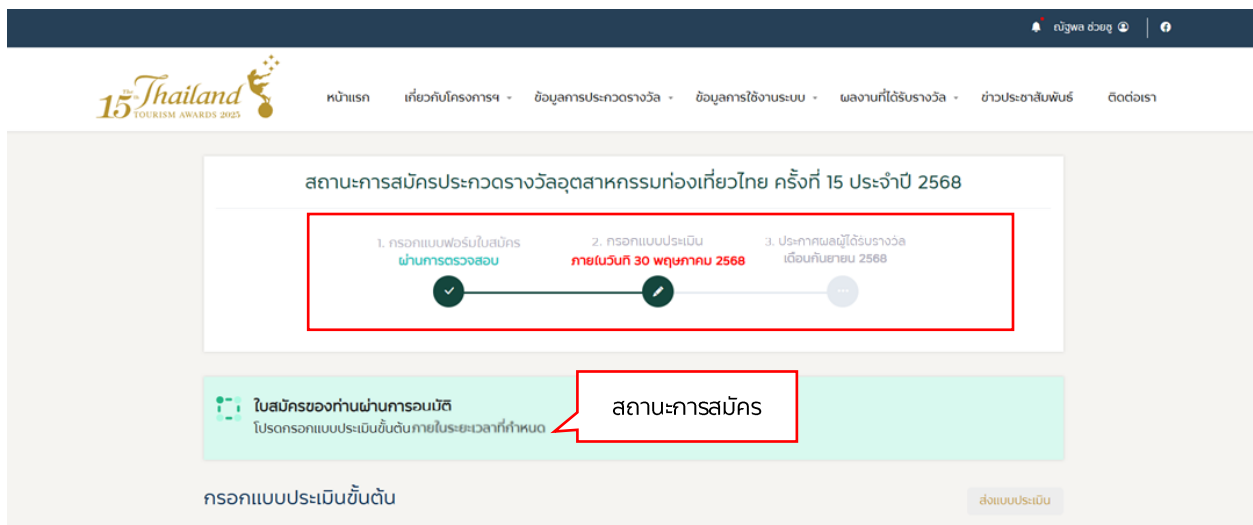 ณัฐพล ช่วยชู
The 15th Thailand
TOURISM AWARDS 2025
หน้าแรก เกี่ยวกับโครงการฯ ข้อมูลการประกวดรางวัล ข้อมูลการใช้งานระบบ ผลงานที่ได้รับรางวัล ข่าวประชาสัมพันธ์ ติดต่อเรา
สถานะการสมัครประกวดรางวัลอุตสาหกรรมท่องเที่ยวไทย ครั้งที่ 15 ประจำปี 2568
1. กรอกแบบฟอร์มใบสมัคร
ผ่านการตรวจสอบ
2. กรอกแบบประเมิน
ภายในวันที่ 30 พฤษภาคม 2568
3. ประกาศผลผู้ได้รับรางวัล
เดือนกันยายน 2568
ใบสมัครของท่านผ่านการอนุมัติ
โปรดกรอกแบบประเมินขั้นต้นภายในระยะเวลาที่กำหนด
สถานะการสมัคร
กรอกแบบประเมินขั้นต้น
ส่งแบบประเมิน